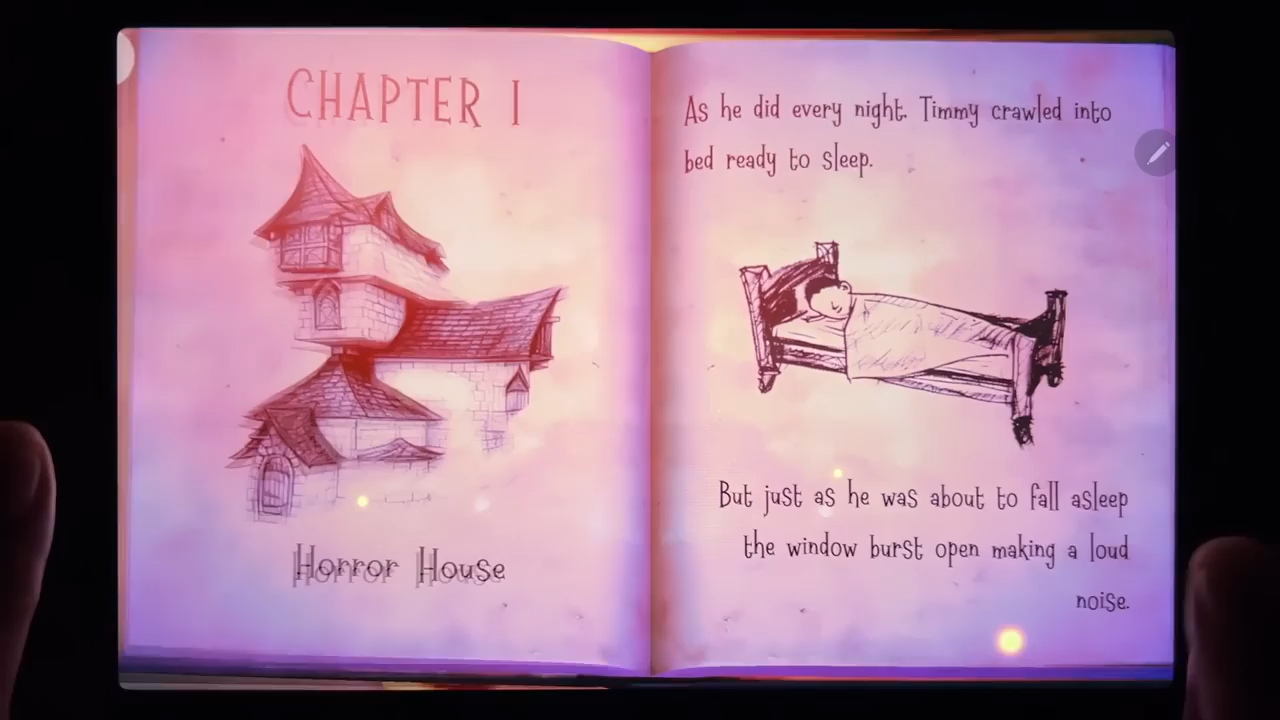 CHAPTER 1
Horror House
As he did every night. Timmy crawled into
bed ready to sleep.
But just as he was about to fall asleep
the window burst open making a loud
noise.